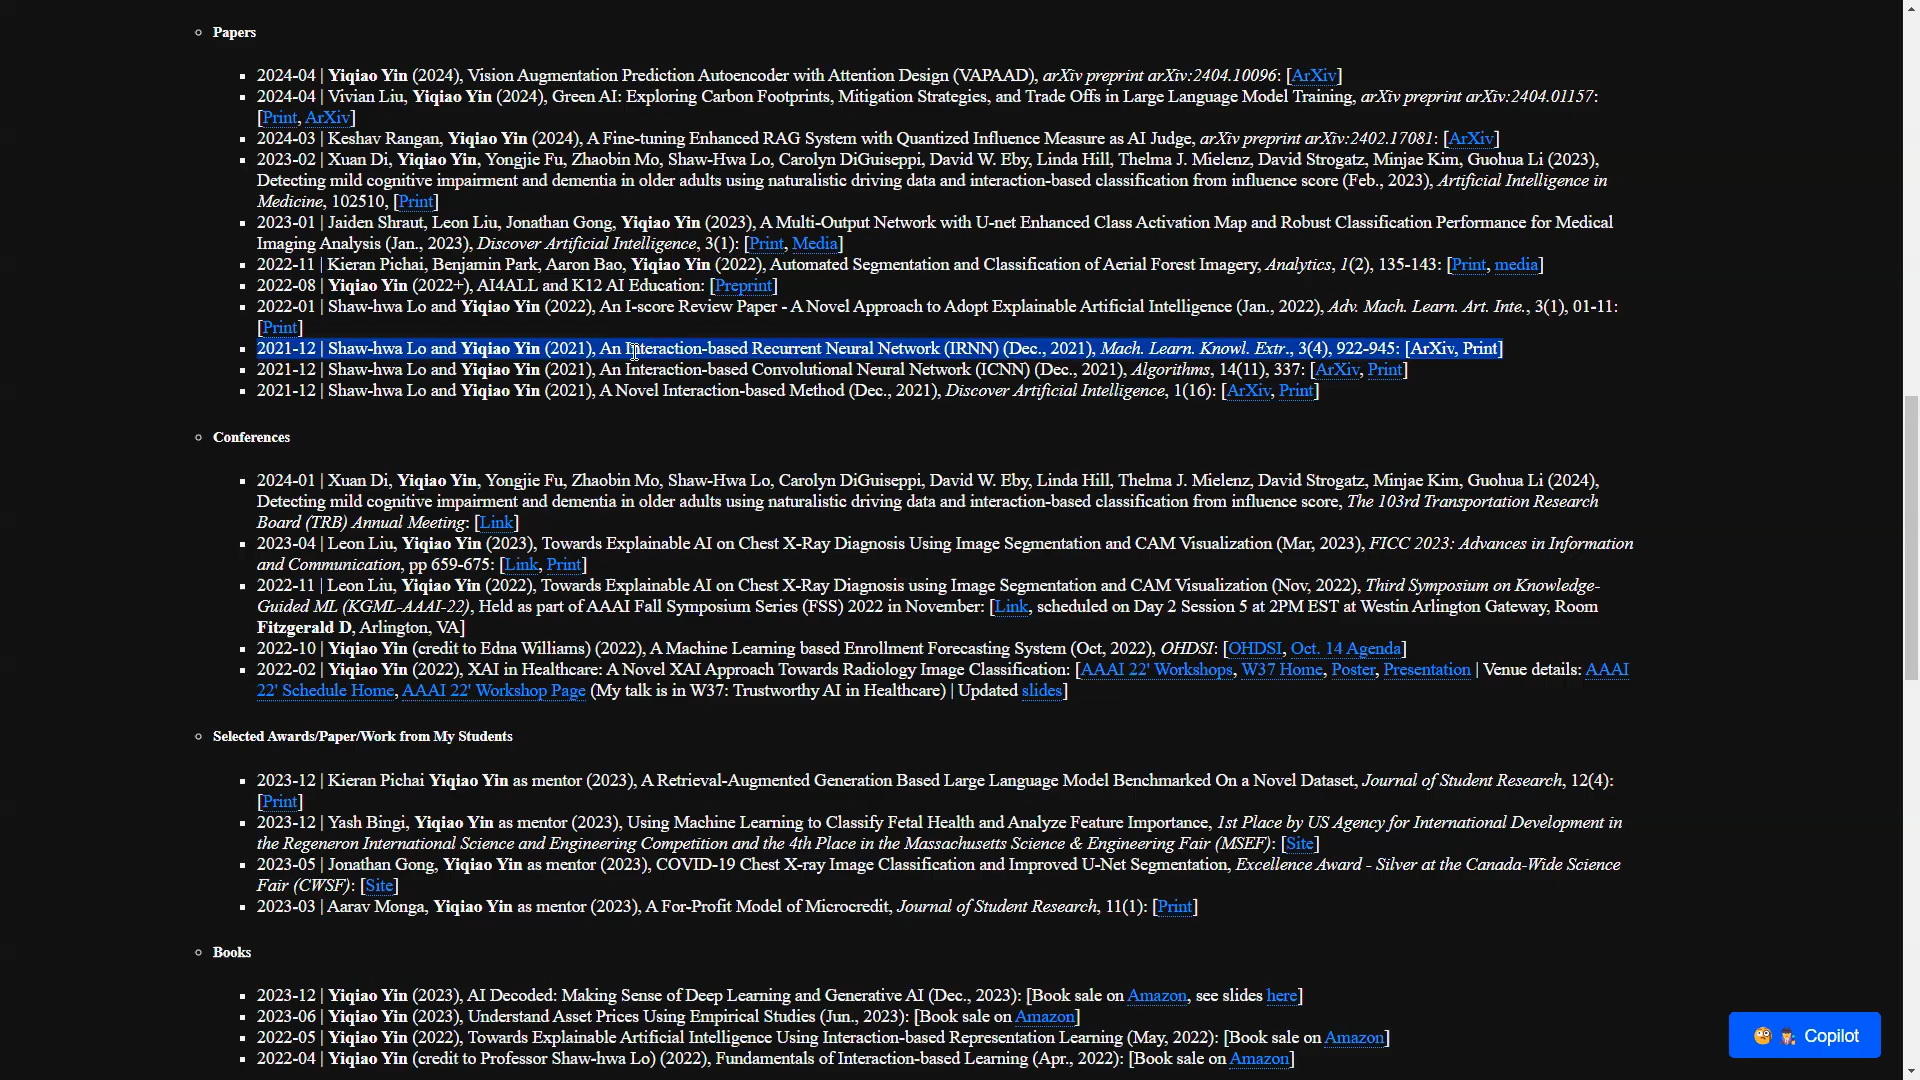 Papers
2024-04 | Yiqiao Yin (2024), Vision Augmentation Prediction Autoencoder with Attention Design (VAPAAD), arXiv preprint arXiv:2404.10096: [ArXiv]
2024-04 | Vivian Liu, Yiqiao Yin (2024), Green AI: Exploring Carbon Footprints, Mitigation Strategies, and Trade Offs in Large Language Model Training, arXiv preprint arXiv:2404.01157:
[Print, ArXiv]
2024-03 | Keshav Rangan, Yiqiao Yin (2024), A Fine-tuning Enhanced RAG System with Quantized Influence Measure as AI Judge, arXiv preprint arXiv:2402.17081: [ArXiv]
2023-02 | Xuan Di, Yiqiao Yin, Yongjie Fu, Zhaobin Mo, Shaw-Hwa Lo, Carolyn DiGuiseppi, David W. Eby, Linda Hill, Thelma J. Mielenz, David Strogatz, Minjae Kim, Guohua Li (2023),
Detecting mild cognitive impairment and dementia in older adults using naturalistic driving data and interaction-based classification from influence score (Feb., 2023), Artificial Intelligence in
Medicine, 102510, [Print]
2023-01 | Jaiden Shraut, Leon Liu, Jonathan Gong, Yiqiao Yin (2023), A Multi-Output Network with U-net Enhanced Class Activation Map and Robust Classification Performance for Medical
Imaging Analysis (Jan., 2023), Discover Artificial Intelligence, 3(1): [Print, Media]
2022-11 | Kieran Pichai, Benjamin Park, Aaron Bao, Yiqiao Yin (2022), Automated Segmentation and Classification of Aerial Forest Imagery, Analytics, 1(2), 135-143: [Print, media]
2022-08 | Yiqiao Yin (2022+), AI4ALL and K12 AI Education: [Preprint]
2022-01 | Shaw-hwa Lo and Yiqiao Yin (2022), An I-score Review Paper - A Novel Approach to Adopt Explainable Artificial Intelligence (Jan., 2022), Adv. Mach. Learn. Art. Inte., 3(1), 01-11:
[Print]
2021-12 | Shaw-hwa Lo and Yiqiao Yin (2021), An Interaction-based Recurrent Neural Network (IRNN) (Dec., 2021), Mach. Learn. Knowl. Extr., 3(4), 922-945: [ArXiv, Print]
2021-12 | Shaw-hwa Lo and Yiqiao Yin (2021), An Interaction-based Convolutional Neural Network (ICNN) (Dec., 2021), Algorithms, 14(11), 337: [ArXiv, Print]
2021-12 | Shaw-hwa Lo and Yiqiao Yin (2021), A Novel Interaction-based Method (Dec., 2021), Discover Artificial Intelligence, 1(16): [ArXiv, Print]
Conferences
2024-01 | Xuan Di, Yiqiao Yin, Yongjie Fu, Zhaobin Mo, Shaw-Hwa Lo, Carolyn DiGuiseppi, David W. Eby, Linda Hill, Thelma J. Mielenz, David Strogatz, Minjae Kim, Guohua Li (2024),
Detecting mild cognitive impairment and dementia in older adults using naturalistic driving data and interaction-based classification from influence score, The 103rd Transportation Research
Board (TRB) Annual Meeting: [Link]
2023-04 | Leon Liu, Yiqiao Yin (2023), Towards Explainable AI on Chest X-Ray Diagnosis Using Image Segmentation and CAM Visualization (Mar, 2023), FICC 2023: Advances in Information
and Communication, pp 659-675: [Link, Print]
2022-11 | Leon Liu, Yiqiao Yin (2022), Towards Explainable AI on Chest X-Ray Diagnosis using Image Segmentation and CAM Visualization (Nov, 2022), Third Symposium on Knowledge-
Guided ML (KGML-AAAI-22), Held as part of AAAI Fall Symposium Series (FSS) 2022 in November: [Link, scheduled on Day 2 Session 5 at 2PM EST at Westin Arlington Gateway, Room
Fitzgerald D, Arlington, VA]
2022-10 | Yiqiao Yin (credit to Edna Williams) (2022), A Machine Learning based Enrollment Forecasting System (Oct, 2022), OHDSI: [OHDSI, Oct. 14 Agenda]
2022-02 | Yiqiao Yin (2022), XAI in Healthcare: A Novel XAI Approach Towards Radiology Image Classification: [AAAI 22' Workshops, W37 Home, Poster, Presentation | Venue details: AAAI
22' Schedule Home, AAAI 22' Workshop Page (My talk is in W37: Trustworthy AI in Healthcare) | Updated slides]
Selected Awards/Paper/Work from My Students
2023-12 | Kieran Pichai Yiqiao Yin as mentor (2023), A Retrieval-Augmented Generation Based Large Language Model Benchmarked On a Novel Dataset, Journal of Student Research, 12(4):
[Print]
2023-12 | Yash Bingi, Yiqiao Yin as mentor (2023), Using Machine Learning to Classify Fetal Health and Analyze Feature Importance, 1st Place by US Agency for International Development in
the Regeneron International Science and Engineering Competition and the 4th Place in the Massachusetts Science & Engineering Fair (MSEF): [Site]
2023-05 | Jonathan Gong, Yiqiao Yin as mentor (2023), COVID-19 Chest X-ray Image Classification and Improved U-Net Segmentation, Excellence Award - Silver at the Canada-Wide Science
Fair (CWSF): [Site]
2023-03 | Aarav Monga, Yiqiao Yin as mentor (2023), A For-Profit Model of Microcredit, Journal of Student Research, 11(1): [Print]
Books
2023-12 | Yiqiao Yin (2023), AI Decoded: Making Sense of Deep Learning and Generative AI (Dec., 2023): [Book sale on Amazon, see slides here]
2023-06 | Yiqiao Yin (2023), Understand Asset Prices Using Empirical Studies (Jun., 2023): [Book sale on Amazon]
2022-05 | Yiqiao Yin (2022), Towards Explainable Artificial Intelligence Using Interaction-based Representation Learning (May, 2022): [Book sale on Amazon]
2022-04 | Yiqiao Yin (credit to Professor Shaw-hwa Lo) (2022), Fundamentals of Interaction-based Learning (Apr., 2022): [Book sale on Amazon]
Copilot